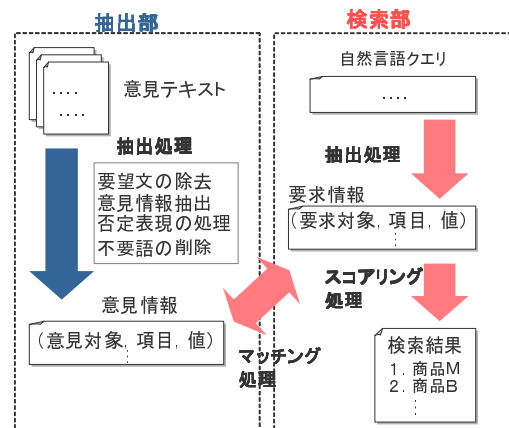 抽出部
意見テキスト
....
....
抽出処理
要望文の除去
意見情報抽出
否定表現の処理
不要語の削除
意見情報
(意見対象, 項目, 値)
⋮
マッチング
処理
検索部
自然言語クエリ
....
抽出処理
要求情報
(要求対象, 項目, 値)
⋮
スコアリング
処理
検索結果
1. 商品M
2. 商品B
⋮